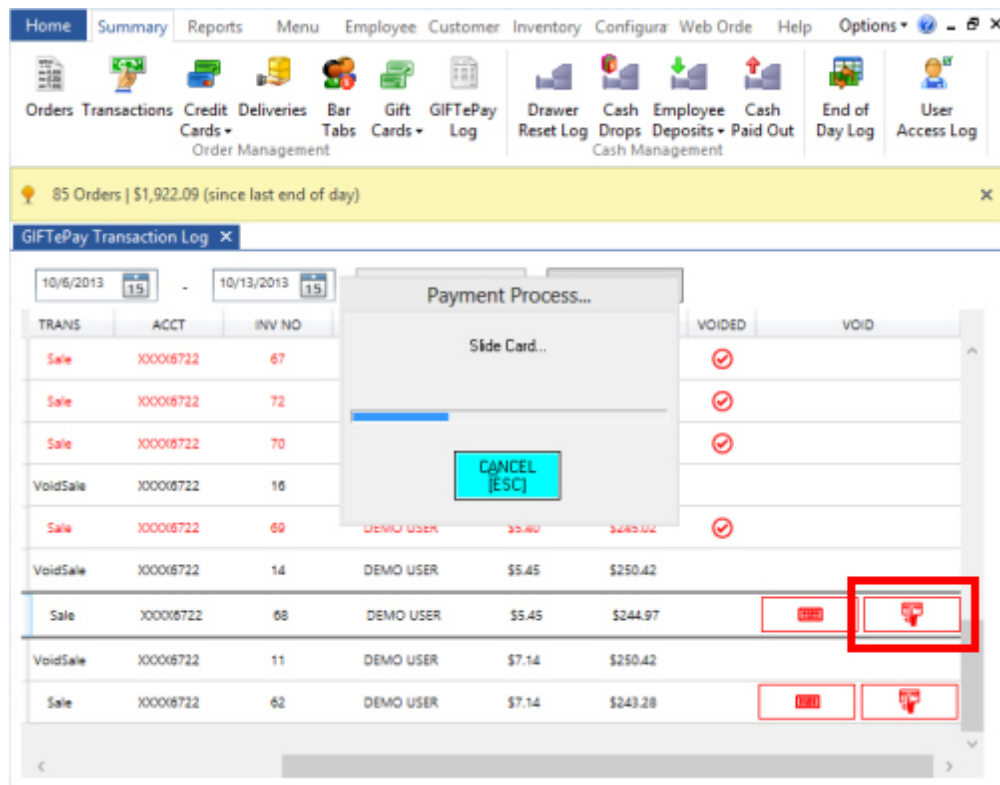 Home Summary Reports Menu Employee Customer Inventory Configura Web Orde Help Options
Orders Transactions Credit Cards Deliveries Bar Tabs Gift Cards GIFTePay Log Drawer Reset Log Cash Drops Employee Deposits Cash Paid Out End of Day Log User Access Log
Order Management Cash Management
85 Orders | $1,922.09 (since last end of day)
GIFTePay Transaction Log
10/6/2013 15 - 10/13/2013 15
Payment Process...
Slide Card...
CANCEL
[ESC]
TRANS ACCT INV NO VOIDED VOID
Sale XXXX6722 67
Sale XXXX6722 72
Sale XXXX6722 70
VoidSale XXXX6722 16
Sale XXXX6722 69 DEMO USER $5.40 $245.02
VoidSale XXXX6722 14 DEMO USER $5.45 $250.42
Sale XXXX6722 68 DEMO USER $5.45 $244.97
VoidSale XXXX6722 11 DEMO USER $7.14 $250.42
Sale XXXX6722 62 DEMO USER $7.14 $243.28